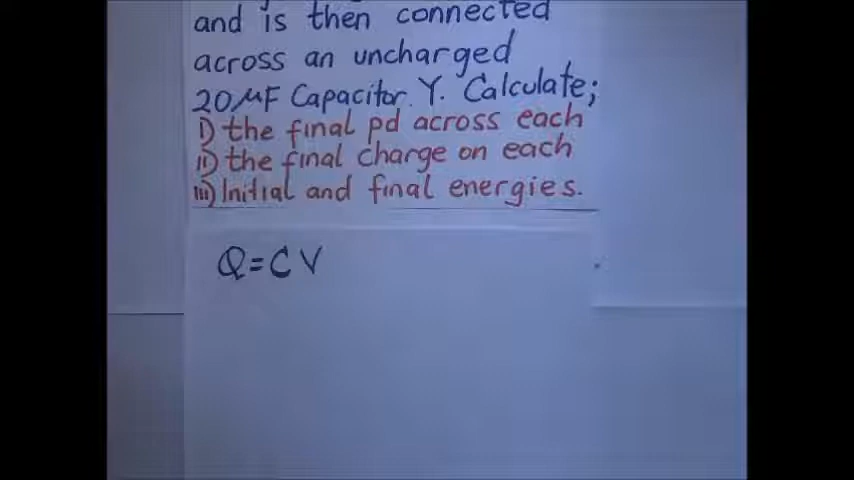 and is then connected
across an uncharged
20μF Capacitor Y. Calculate;
i) the final pd across each
ii) the final charge on each
iii) Initial and final energies.
Q=CV